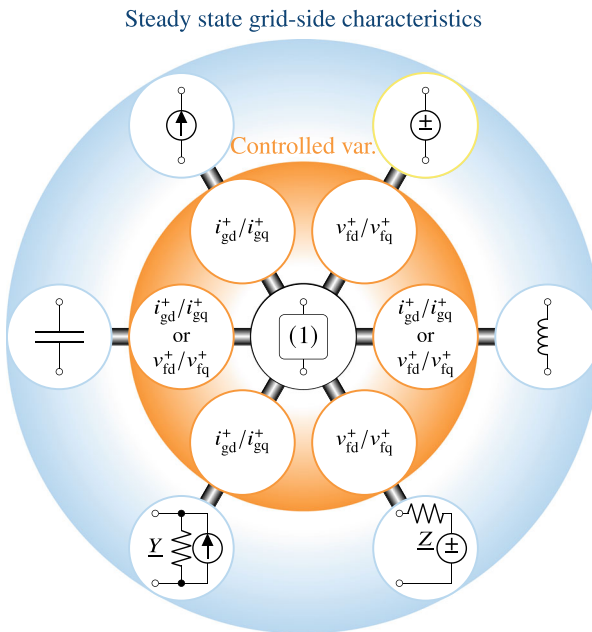 Steady state grid-side characteristics
Controlled var.
i⁺gd/i⁺gq
v⁺fd/v⁺fq
i⁺gd/i⁺gq
or
v⁺fd/v⁺fq
(1)
i⁺gd/i⁺gq
or
v⁺fd/v⁺fq
i⁺gd/i⁺gq
v⁺fd/v⁺fq
Y
Z